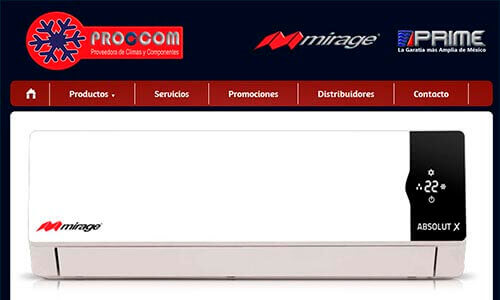 PROCCOM
Proveedora de Climas y Componentes
mirage®
PRIME
La Garatía más Amplia de México
Productos ▾
Servicios
Promociones
Distribuidores
Contacto
22
mirage®
ABSOLUT X